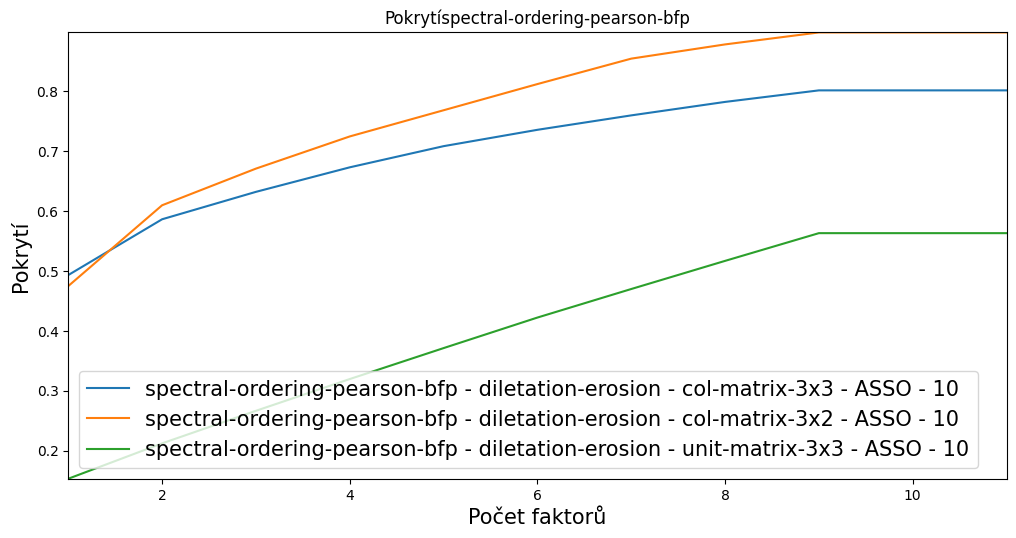 Pokrytíspectral-ordering-pearson-bfp
Pokrytí
0.8
0.7
0.6
0.5
0.4
0.3
0.2
spectral-ordering-pearson-bfp - diletation-erosion - col-matrix-3x3 - ASSO - 10
spectral-ordering-pearson-bfp - diletation-erosion - col-matrix-3x2 - ASSO - 10
spectral-ordering-pearson-bfp - diletation-erosion - unit-matrix-3x3 - ASSO - 10
2 4 6 8 10
Počet faktorů